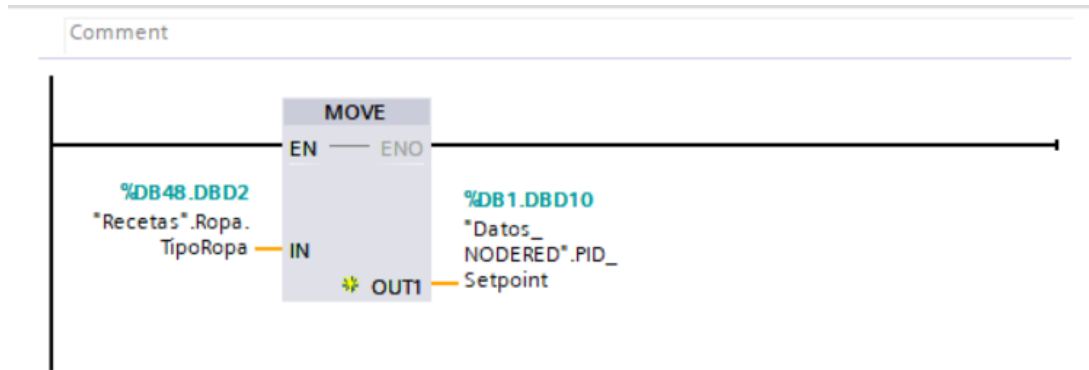 Comment
MOVE
EN
ENO
%DB48.DBD2
"Recetas".Ropa.
TipoRopa
IN
%DB1.DBD10
"Datos_
NODERED".PID_
Setpoint
OUT1